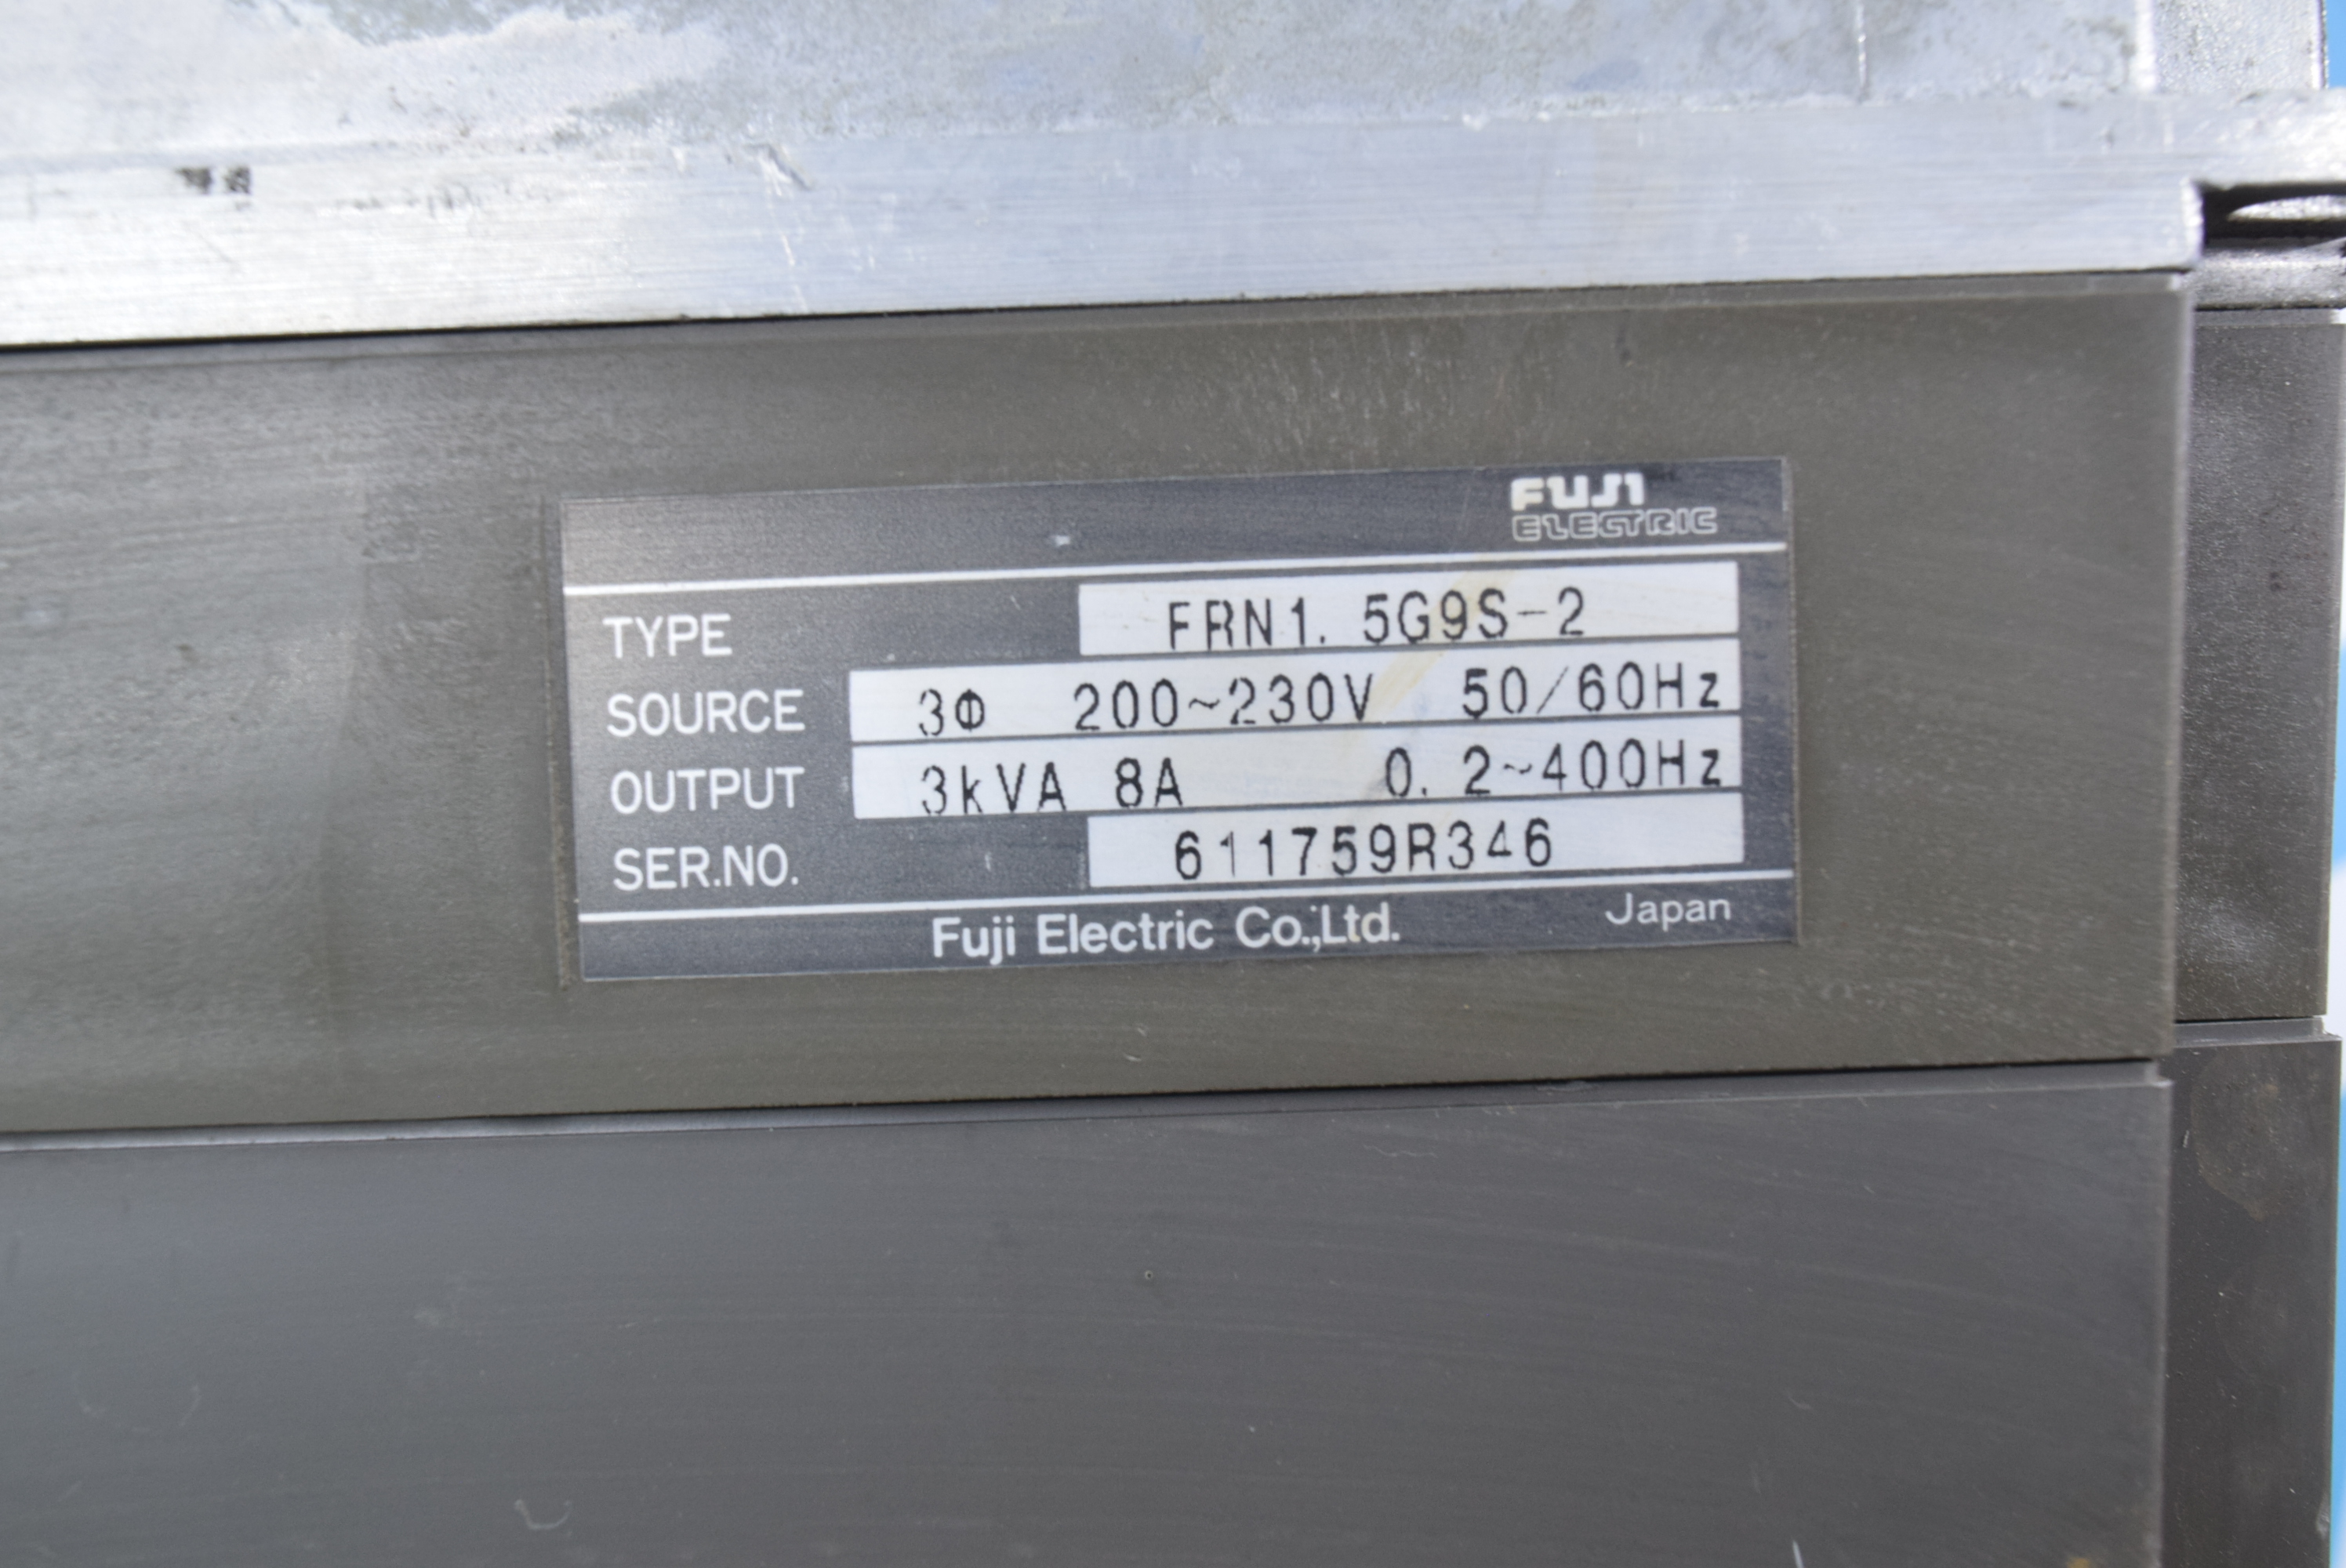 FUJI
ELECTRIC
TYPE FRN1. 5G9S-2
SOURCE 3Φ 200~230V 50/60Hz
OUTPUT 3kVA 8A 0. 2~400Hz
SER.NO. 611759R346
Fuji Electric Co.,Ltd. Japan